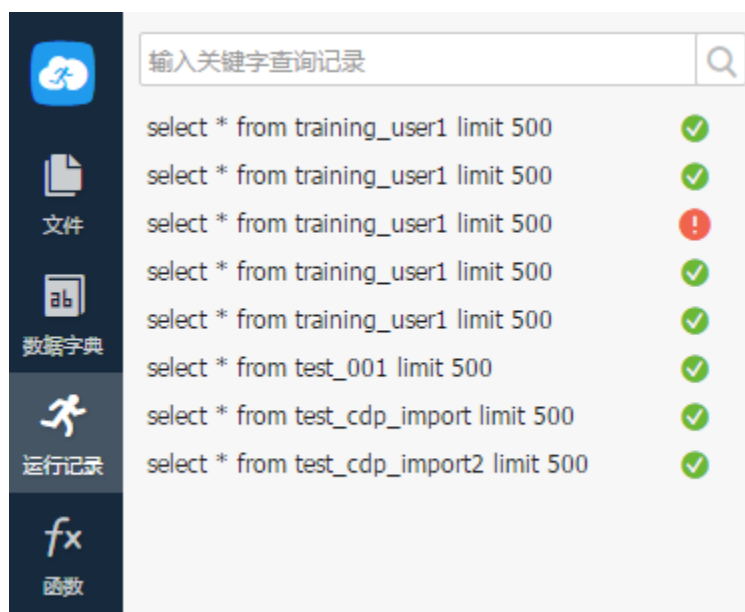 输入关键字查询记录
select * from training_user1 limit 500
select * from training_user1 limit 500
select * from training_user1 limit 500
select * from training_user1 limit 500
select * from training_user1 limit 500
select * from test_001 limit 500
select * from test_cdp_import limit 500
select * from test_cdp_import2 limit 500
文件
ab
数据字典
运行记录
fx
函数